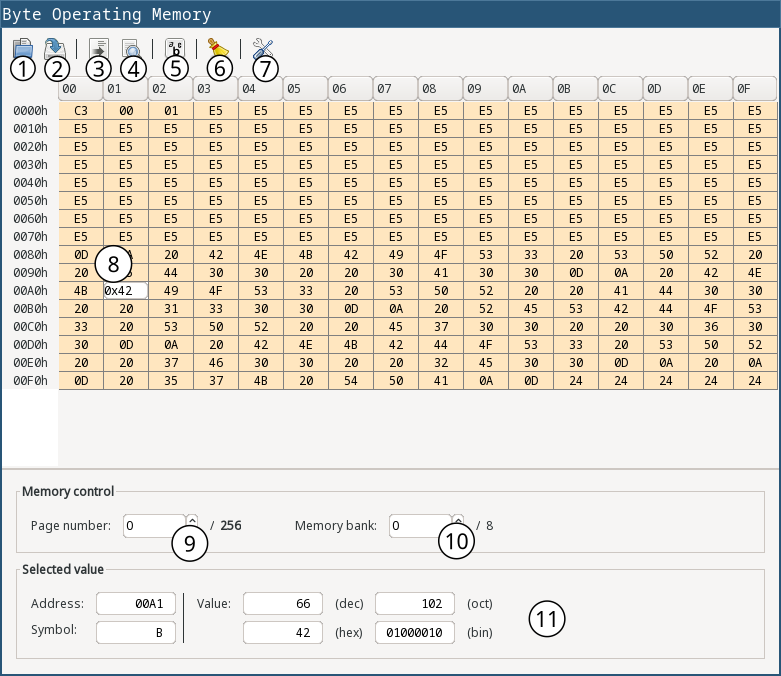 Byte Operating Memory
a b c
1 2 3 4 5 6 7
00 01 02 03 04 05 06 07 08 09 0A 0B 0C 0D 0E 0F
0000h C3 00 01 E5 E5 E5 E5 E5 E5 E5 E5 E5 E5 E5 E5 E5
0010h E5 E5 E5 E5 E5 E5 E5 E5 E5 E5 E5 E5 E5 E5 E5 E5
0020h E5 E5 E5 E5 E5 E5 E5 E5 E5 E5 E5 E5 E5 E5 E5 E5
0030h E5 E5 E5 E5 E5 E5 E5 E5 E5 E5 E5 E5 E5 E5 E5 E5
0040h E5 E5 E5 E5 E5 E5 E5 E5 E5 E5 E5 E5 E5 E5 E5 E5
0050h E5 E5 E5 E5 E5 E5 E5 E5 E5 E5 E5 E5 E5 E5 E5 E5
0060h E5 E5 E5 E5 E5 E5 E5 E5 E5 E5 E5 E5 E5 E5 E5 E5
0070h E5 E5 E5 E5 E5 E5 E5 E5 E5 E5 E5 E5 E5 E5 E5 E5
0080h 0D 20 42 4E 4B 42 49 4F 53 33 20 53 50 52 20
8
0090h 20 44 30 30 20 20 30 41 30 30 0D 0A 20 42 4E
00A0h 4B 0x42 49 4F 53 33 20 53 50 52 20 20 41 44 30 30
00B0h 20 20 31 33 30 30 0D 0A 20 52 45 53 42 44 4F 53
00C0h 33 20 53 50 52 20 20 45 37 30 30 20 20 30 36 30
00D0h 30 0D 0A 20 42 4E 4B 42 44 4F 53 33 20 53 50 52
00E0h 20 20 37 46 30 30 20 20 32 45 30 30 0D 0A 20 0A
00F0h 0D 20 35 37 4B 20 54 50 41 0A 0D 24 24 24 24 24
Memory control
Page number: 0 / 256 Memory bank: 0 / 8
9 10
Selected value
Address: 00A1 Value: 66 (dec) 102 (oct)
11
Symbol: B 42 (hex) 01000010 (bin)